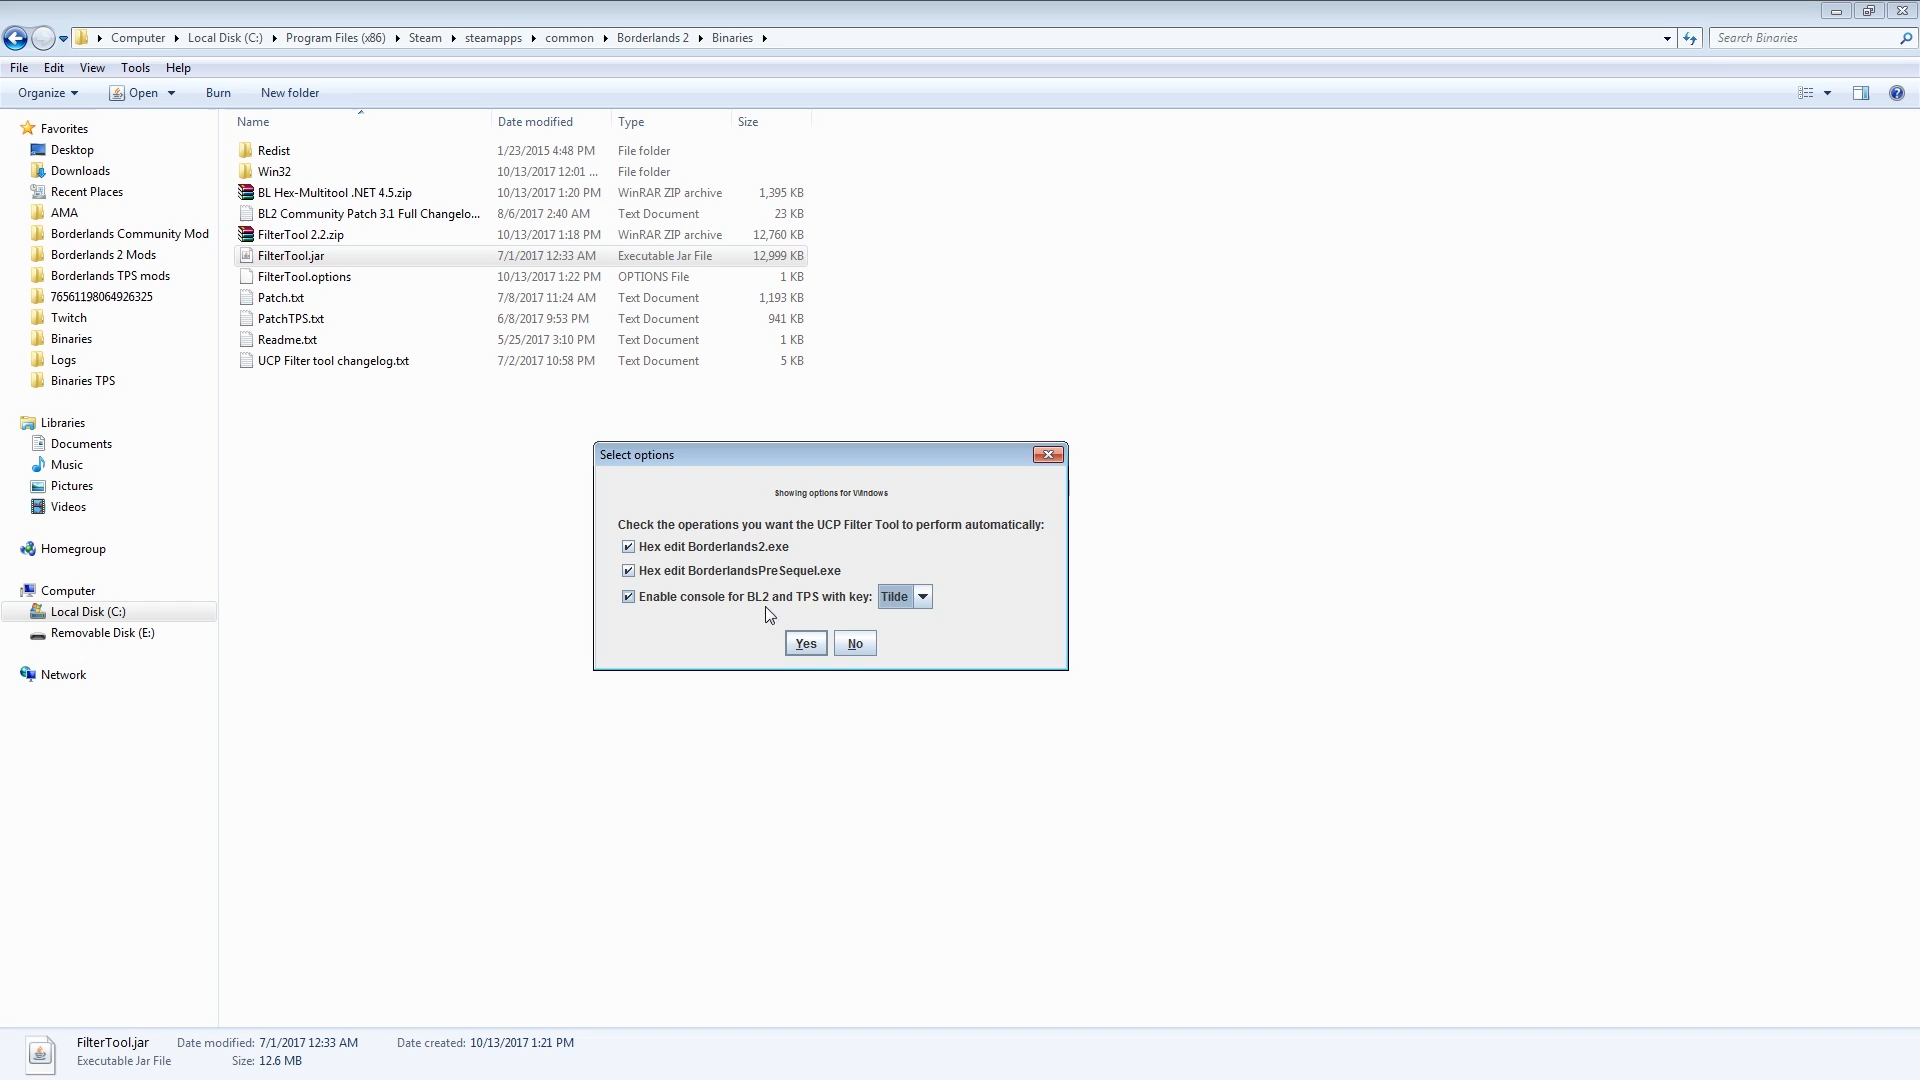 Computer Local Disk (C:) Program Files (x86) Steam steamapps common Borderlands 2 Binaries Search Binaries
File Edit View Tools Help
Organize Open Burn New folder
Name Date modified Type Size
Favorites
Desktop
Downloads
Recent Places
AMA
Borderlands Community Mod
Borderlands 2 Mods
Borderlands TPS mods
76561198064926325
Twitch
Binaries
Logs
Binaries TPS
Libraries
Documents
Music
Pictures
Videos
Homegroup
Computer
Local Disk (C:)
Removable Disk (E:)
Network
Redist 1/23/2015 4:48 PM File folder
Win32 10/13/2017 12:01 ... File folder
BL Hex-Multitool .NET 4.5.zip 10/13/2017 1:20 PM WinRAR ZIP archive 1,395 KB
BL2 Community Patch 3.1 Full Changelo... 8/6/2017 2:40 AM Text Document 23 KB
FilterTool 2.2.zip 10/13/2017 1:18 PM WinRAR ZIP archive 12,760 KB
FilterTool.jar 7/1/2017 12:33 AM Executable Jar File 12,999 KB
FilterTool.options 10/13/2017 1:22 PM OPTIONS File 1 KB
Patch.txt 7/8/2017 11:24 AM Text Document 1,193 KB
PatchTPS.txt 6/8/2017 9:53 PM Text Document 941 KB
Readme.txt 5/25/2017 3:10 PM Text Document 1 KB
UCP Filter tool changelog.txt 7/2/2017 10:58 PM Text Document 5 KB
Select options
Showing options for Windows
Check the operations you want the UCP Filter Tool to perform automatically:
Hex edit Borderlands2.exe
Hex edit BorderlandsPreSequel.exe
Enable console for BL2 and TPS with key: Tilde
Yes No
FilterTool.jar Date modified: 7/1/2017 12:33 AM Date created: 10/13/2017 1:21 PM
Executable Jar File Size: 12.6 MB